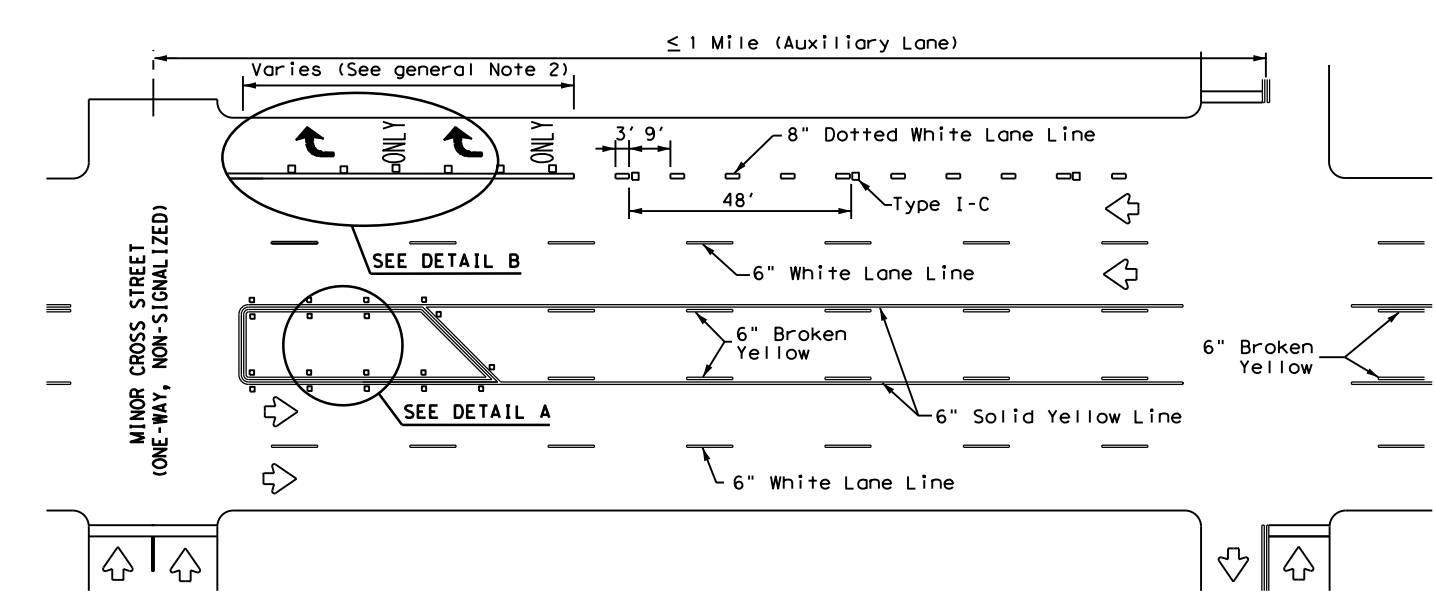 ≤ 1 Mile (Auxiliary Lane)
Varies (See general Note 2)
ONLY
ONLY
3' 9'
8" Dotted White Lane Line
48'
Type I-C
SEE DETAIL B
6" White Lane Line
MINOR CROSS STREET
(ONE-WAY, NON-SIGNALIZED)
6" Broken
Yellow
6" Broken
Yellow
SEE DETAIL A
6" Solid Yellow Line
6" White Lane Line